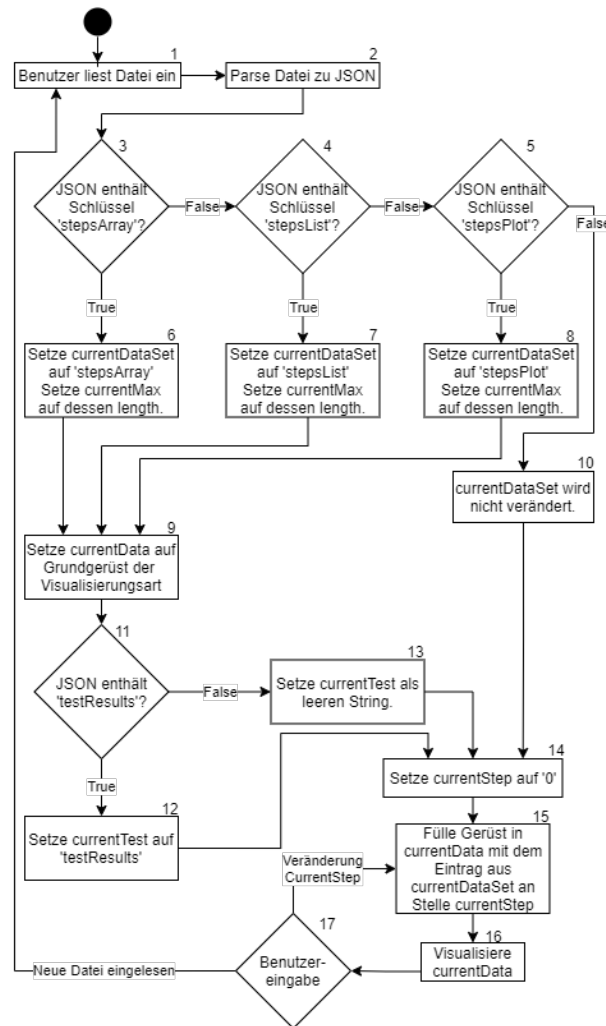 1
Benutzer liest Datei ein
2
Parse Datei zu JSON
3
JSON enthält
Schlüssel
'stepsArray'?
False
4
JSON enthält
Schlüssel
'stepsList'?
False
5
JSON enthält
Schlüssel
'stepsPlot'?
False
True
True
True
6
Setze currentDataSet
auf 'stepsArray'
Setze currentMax
auf dessen length.
7
Setze currentDataSet
auf 'stepsList'
Setze currentMax
auf dessen length.
8
Setze currentDataSet
auf 'stepsPlot'
Setze currentMax
auf dessen length.
10
currentDataSet wird
nicht verändert.
9
Setze currentData auf
Grundgerüst der
Visualisierungsart
11
JSON enthält
'testResults'?
False
13
Setze currentTest als
leeren String.
True
14
Setze currentStep auf '0'
12
Setze currentTest auf
'testResults'
15
Fülle Gerüst in
currentData mit dem
Eintrag aus
currentDataSet an
Stelle currentStep
Veränderung
CurrentStep
16
Visualisiere
currentData
17
Benutzer-
eingabe
Neue Datei eingelesen